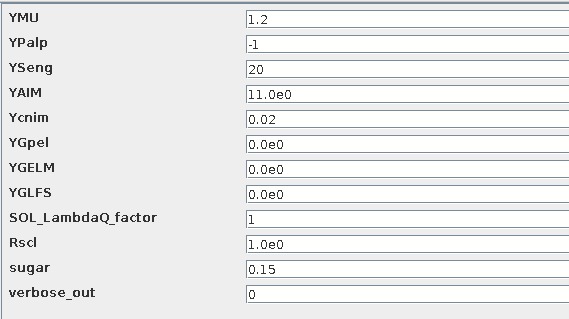 YMU 1.2
YPalp -1
YSeng 20
YAIM 11.0e0
Ycnim 0.02
YGpel 0.0e0
YGELM 0.0e0
YGLFS 0.0e0
SOL_LambdaQ_factor 1
Rscl 1.0e0
sugar 0.15
verbose_out 0